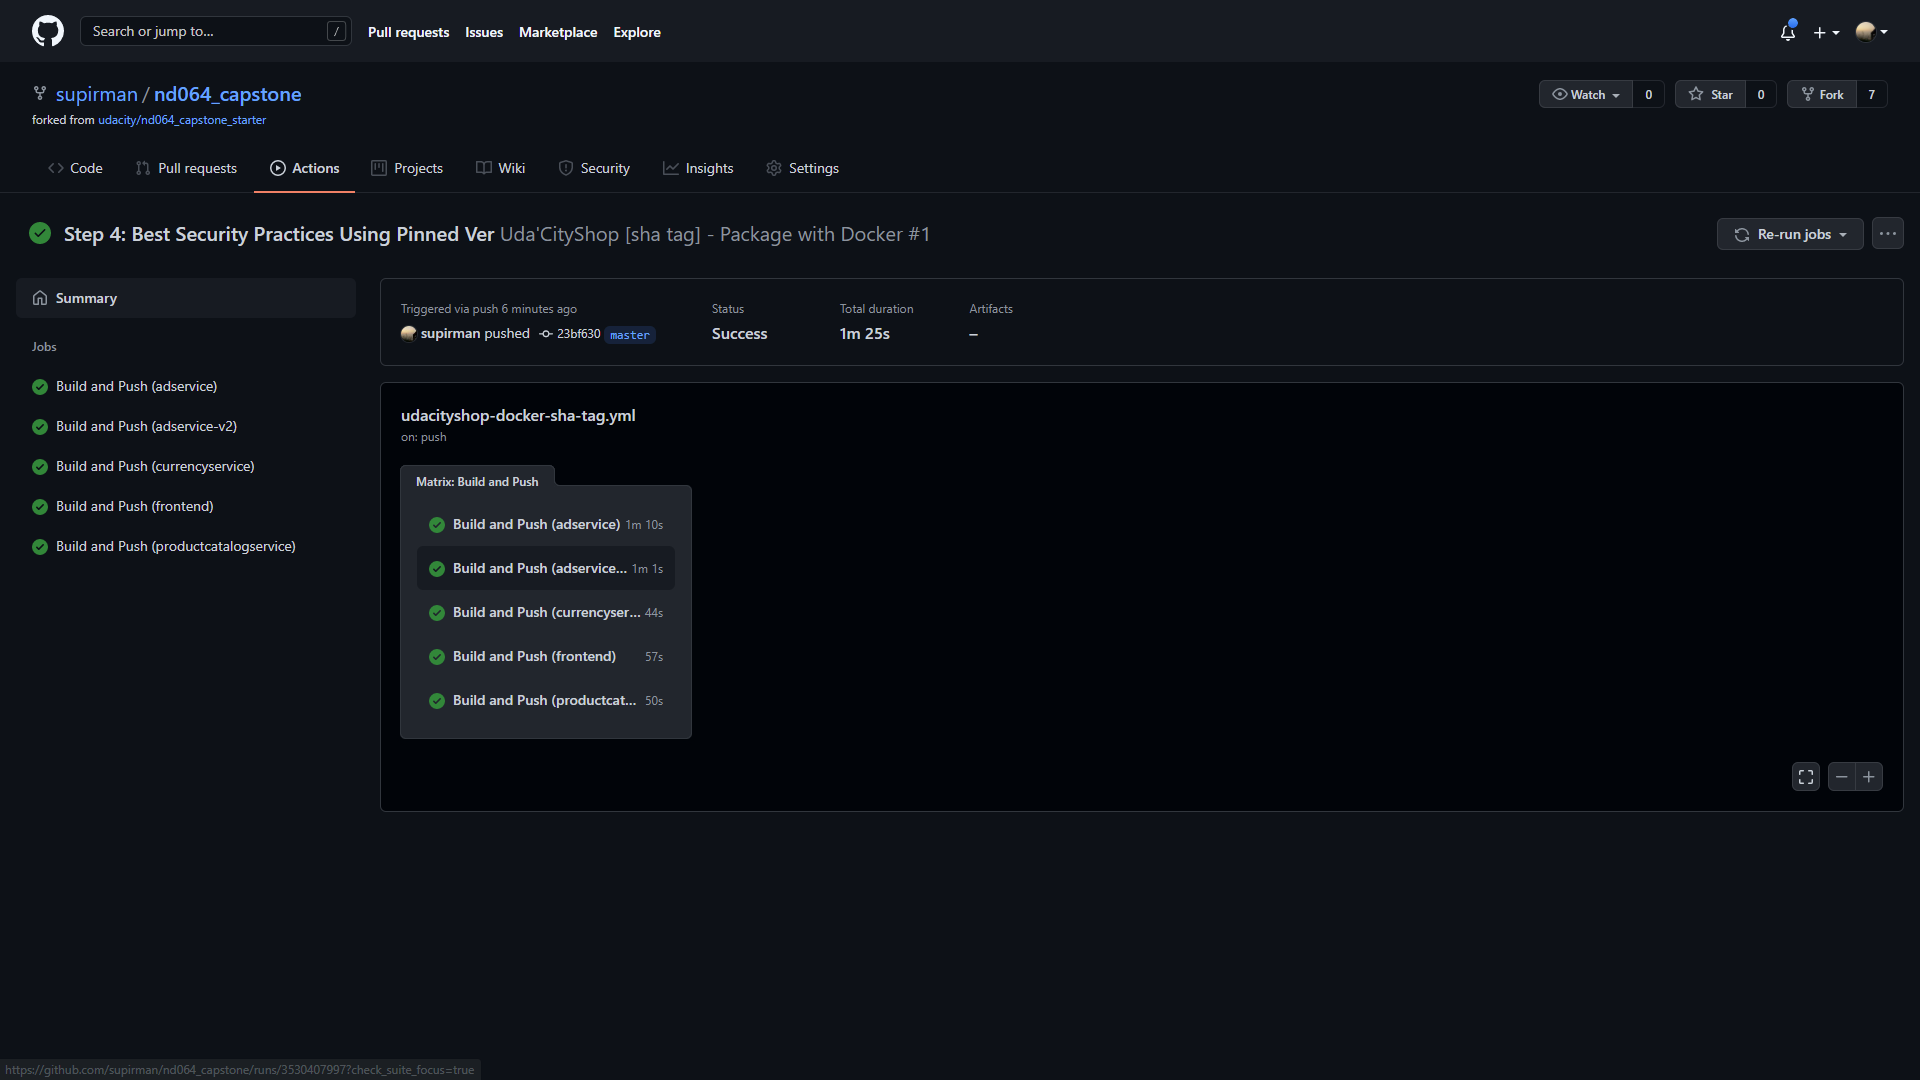 Search or jump to... /
Pull requests Issues Marketplace Explore
supirman / nd064_capstone
forked from udacity/nd064_capstone_starter
Watch 0 Star 0 Fork 7
Code Pull requests Actions Projects Wiki Security Insights Settings
Step 4: Best Security Practices Using Pinned Ver Uda'CityShop [sha tag] - Package with Docker #1
Re-run jobs
Summary
Jobs
Build and Push (adservice)
Build and Push (adservice-v2)
Build and Push (currencyservice)
Build and Push (frontend)
Build and Push (productcatalogservice)
Triggered via push 6 minutes ago
supirman pushed 23bf630 master
Status
Success
Total duration
1m 25s
Artifacts
–
udacityshop-docker-sha-tag.yml
on: push
Matrix: Build and Push
Build and Push (adservice) 1m 10s
Build and Push (adservice... 1m 1s
Build and Push (currencyser... 44s
Build and Push (frontend) 57s
Build and Push (productcat... 50s
https://github.com/supirman/nd064_capstone/runs/3530407997?check_suite_focus=true